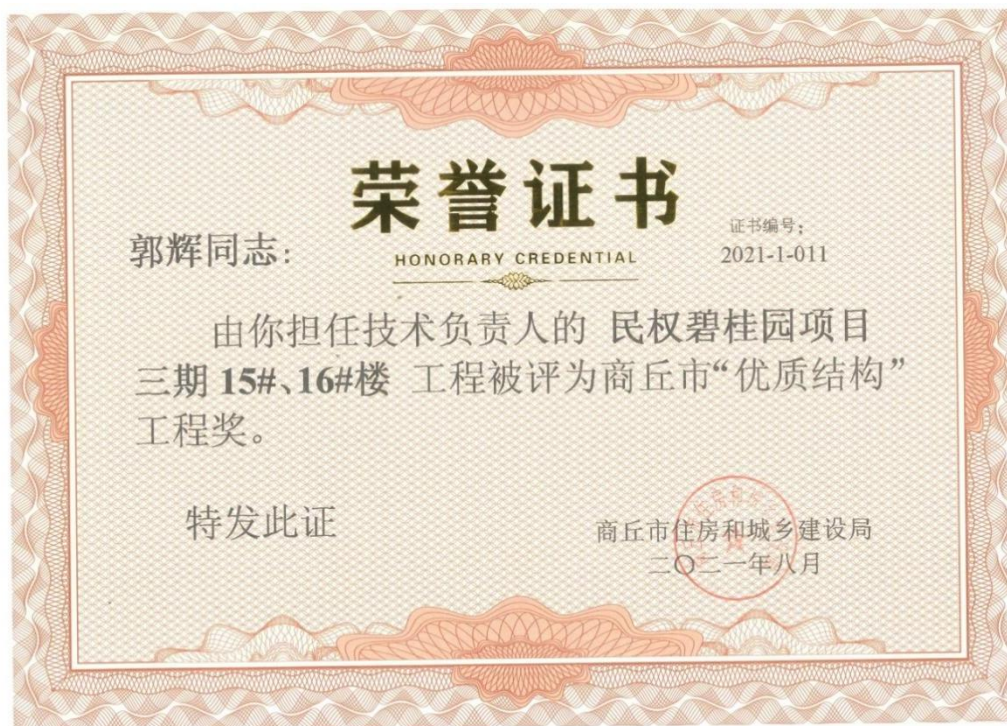 荣誉证书
HONORARY CREDENTIAL
证书编号：
2021-1-011
郭辉同志：
由你担任技术负责人的 民权碧桂园项目
三期 15#、16#楼 工程被评为商丘市“优质结构”
工程奖。
特发此证
商丘市住房和城乡建设局
二〇二一年八月